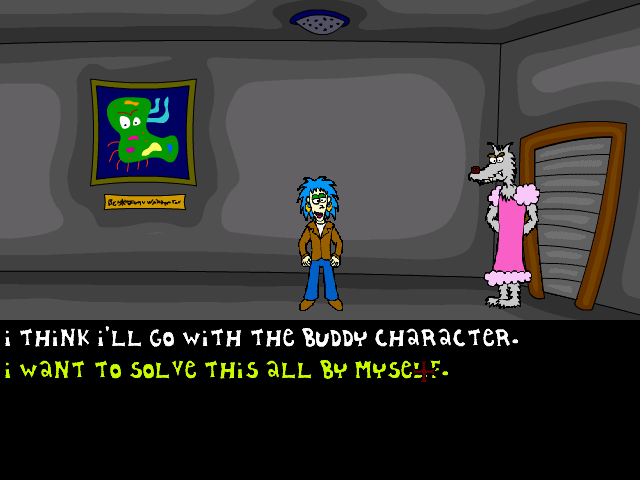 i THiNK i'LL GO WiTH THE BUDDY CHARACTER.
i WANT TO SOLVE THiS ALL BY MYSELF.